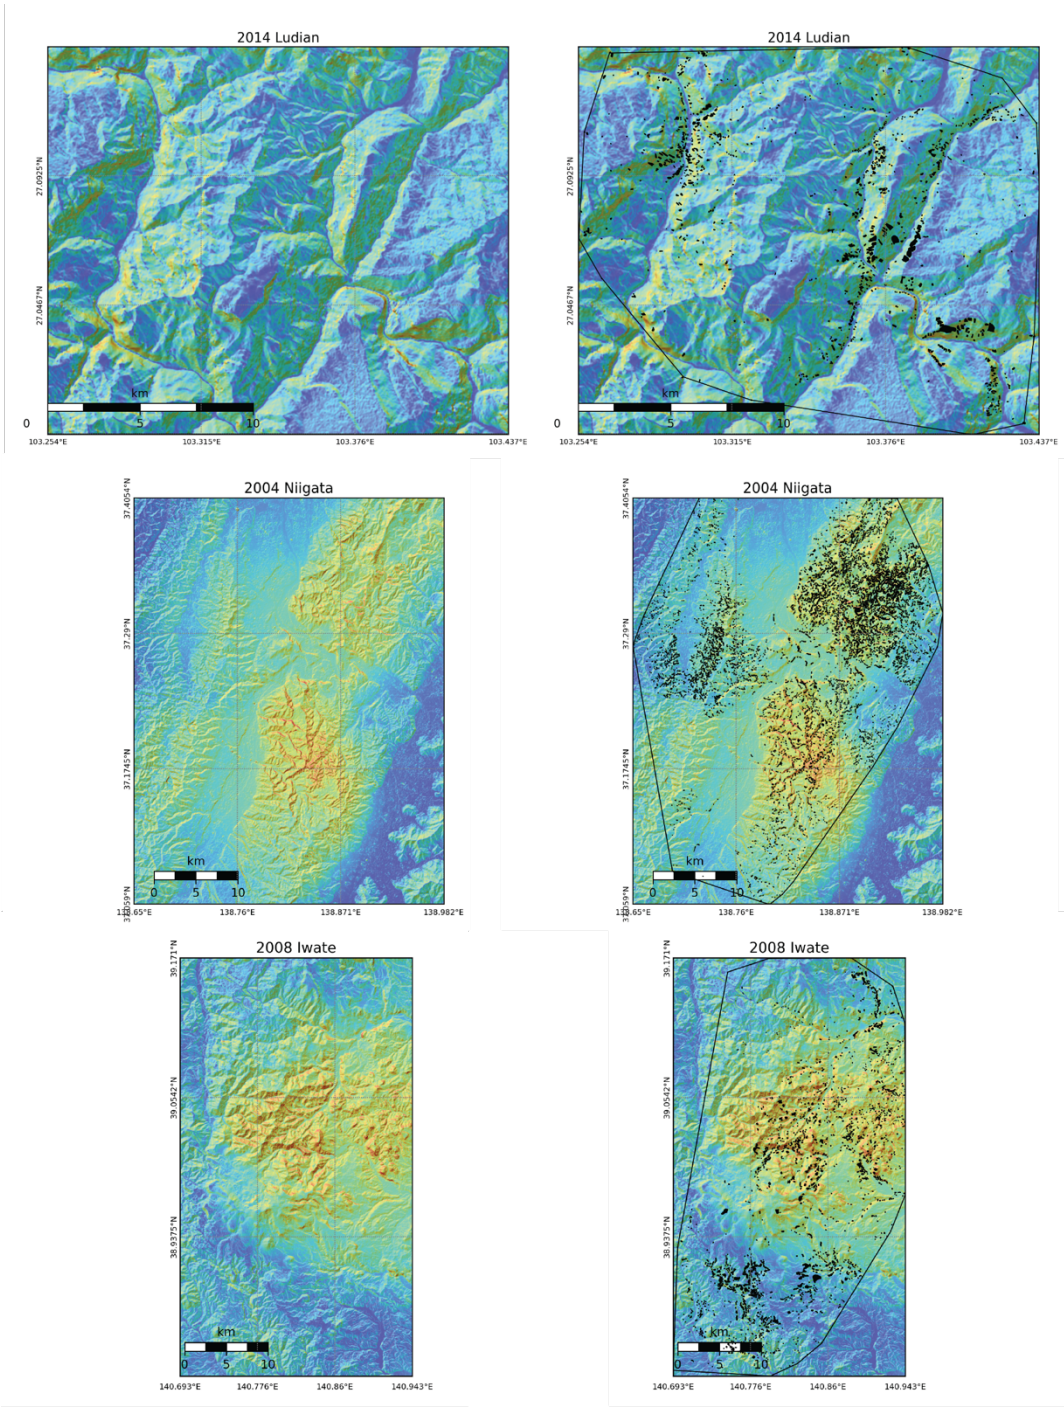 2014 Ludian
2014 Ludian
27.0925°N
27.0467°N
km
0
5
10
103.254°E
103.315°E
103.376°E
103.437°E
27.0925°N
27.0467°N
km
5
10
103.254°E
103.315°E
103.376°E
103.437°E
2004 Niigata
2004 Niigata
37.4054°N
37.29°N
37.1745°N
km
0
5
10
138.76°E
138.871°E
138.982°E
37.4054°N
37.29°N
37.1745°N
km
0
5
10
138.76°E
138.871°E
138.982°E
2008 Iwate
2008 Iwate
39.171°N
39.0542°N
38.9375°N
km
0
5
10
140.693°E
140.776°E
140.86°E
140.943°E
39.171°N
39.0542°N
38.9375°N
km
0
5
10
140.693°E
140.776°E
140.86°E
140.943°E